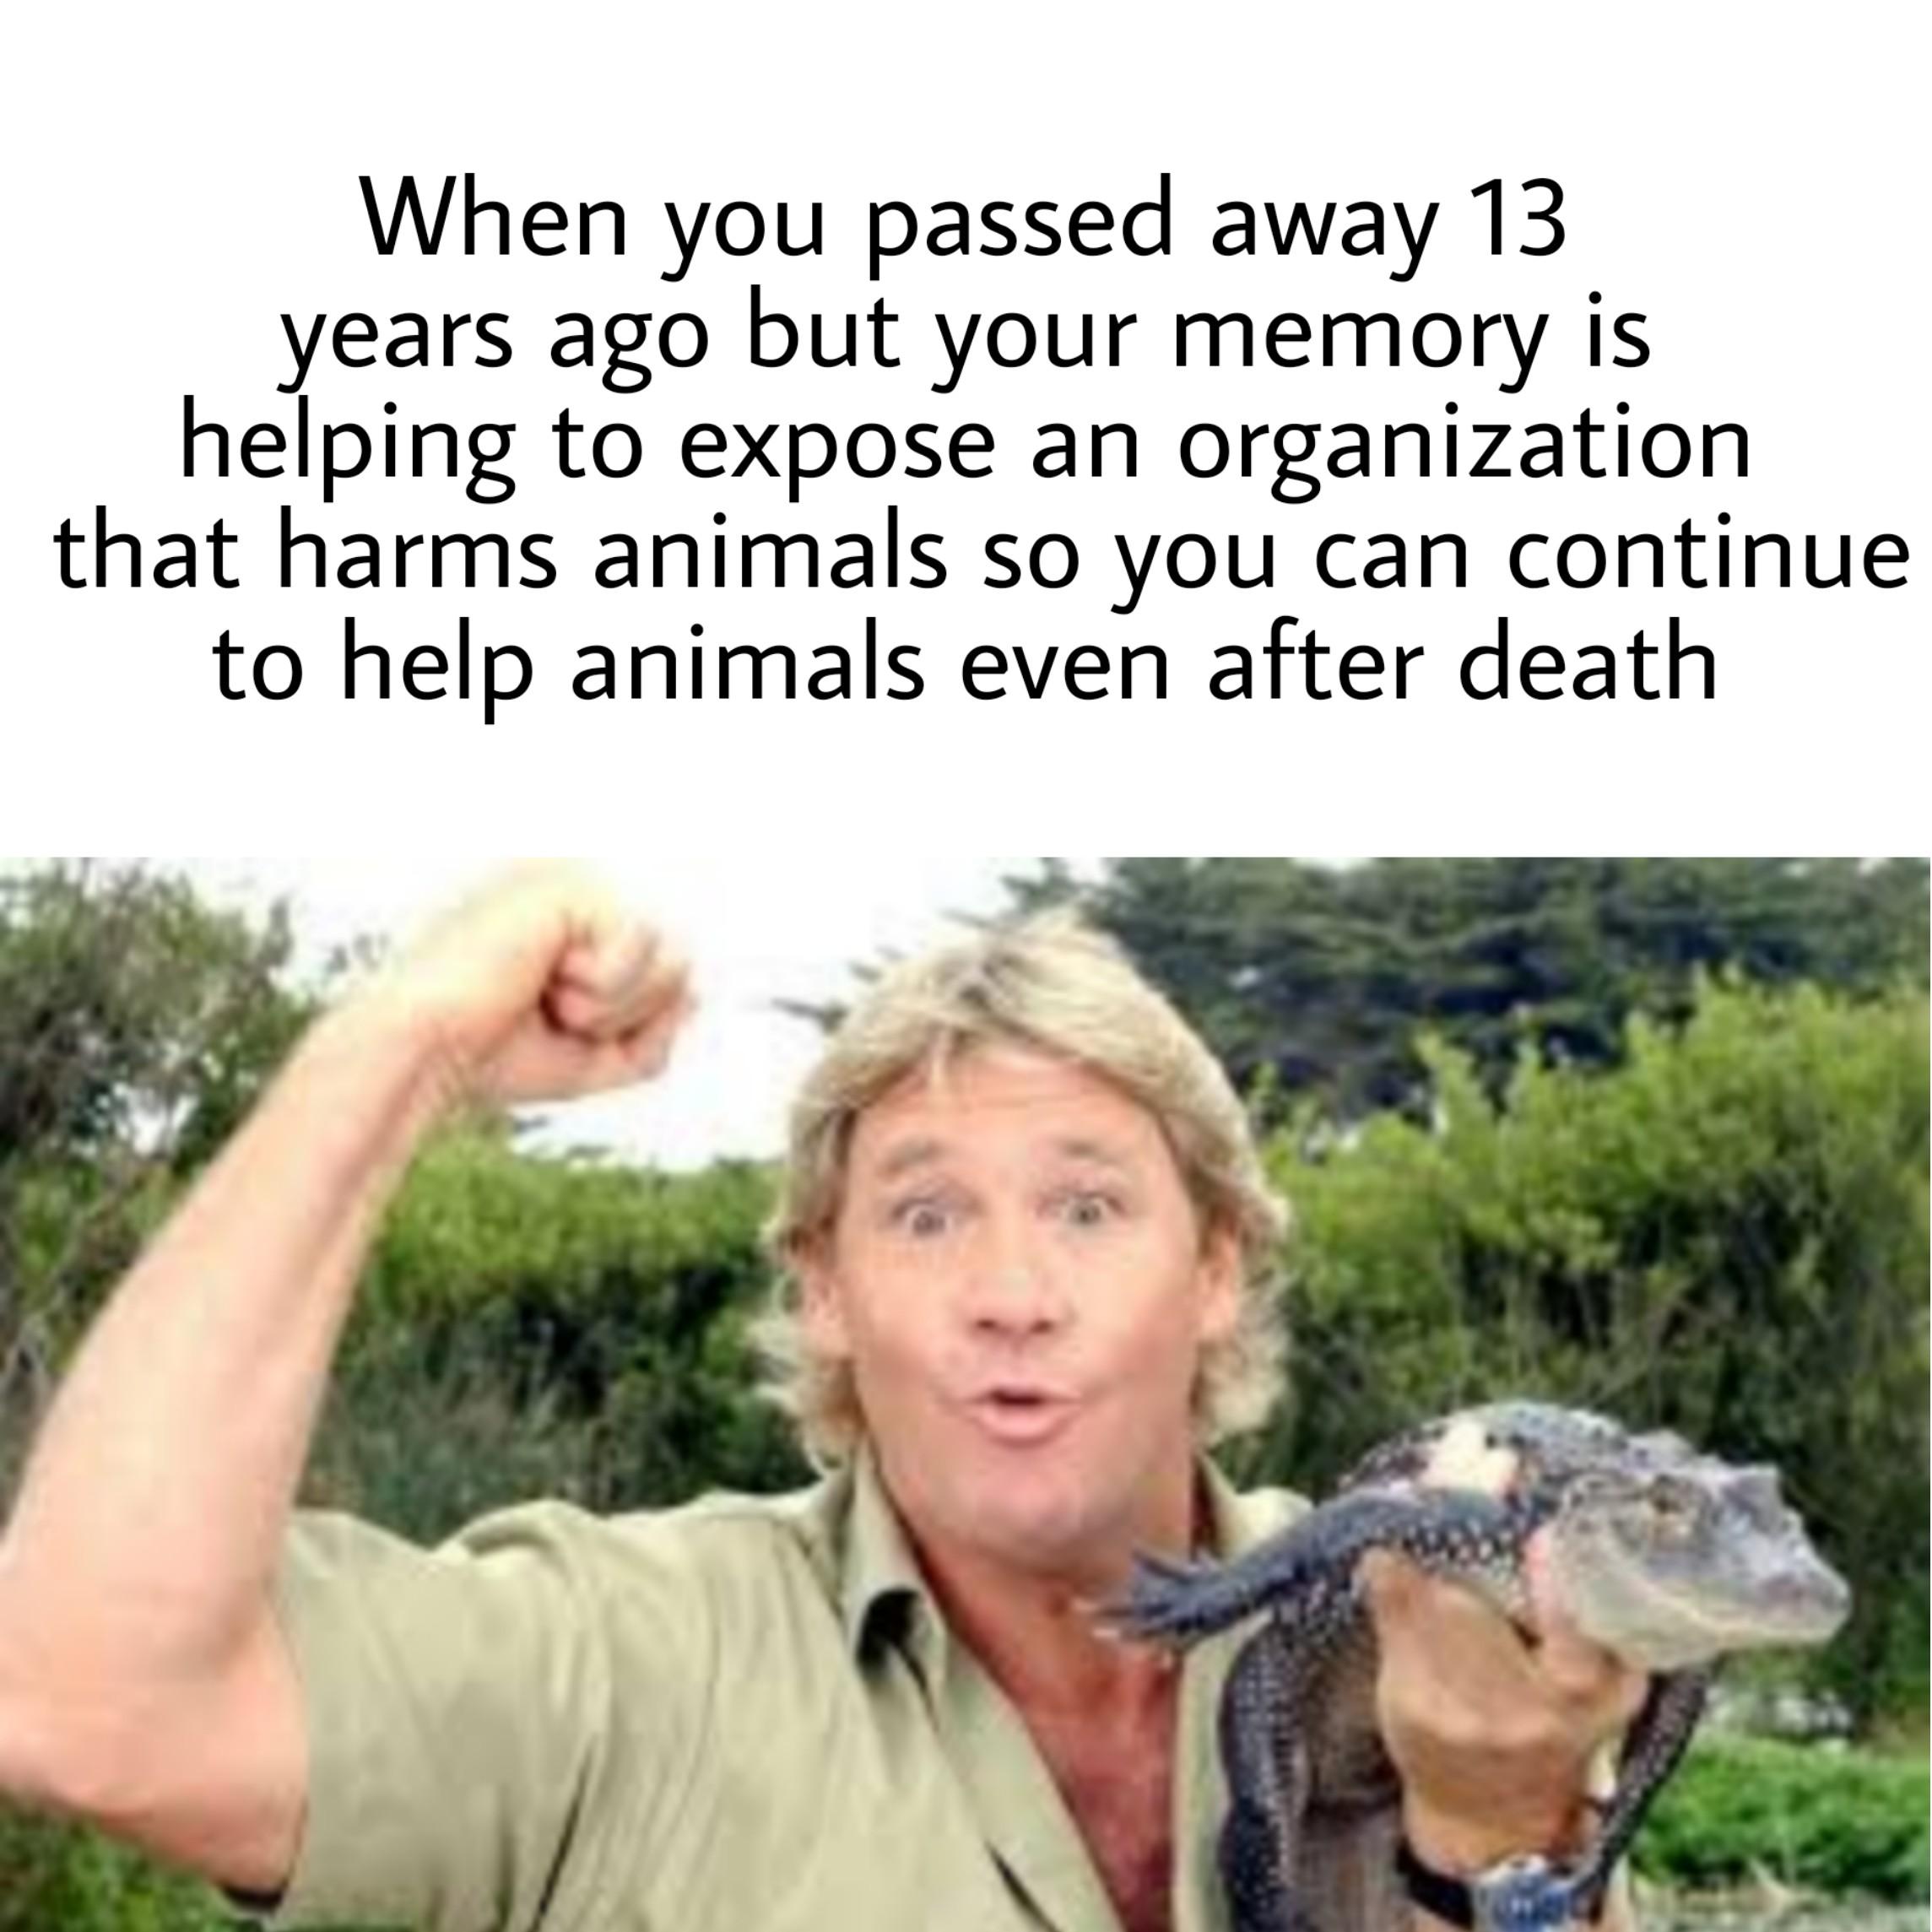 When you passed away 13
years ago but your memory is
helping to expose an organization
that harms animals so you can continue
to help animals even after death